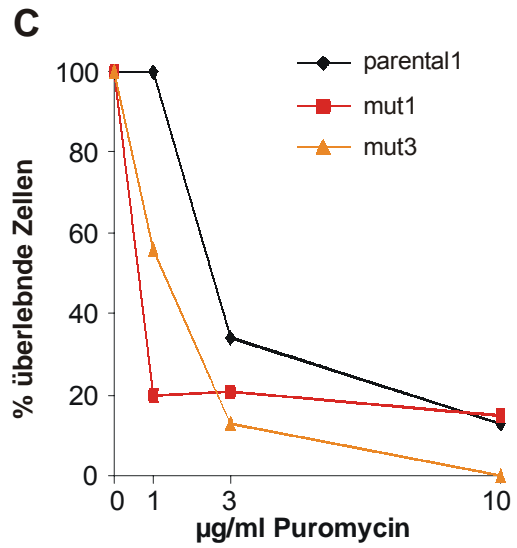 C
parental1
mut1
mut3
% überlebnde Zellen
100
80
60
40
20
0
0 1 3 10
µg/ml Puromycin